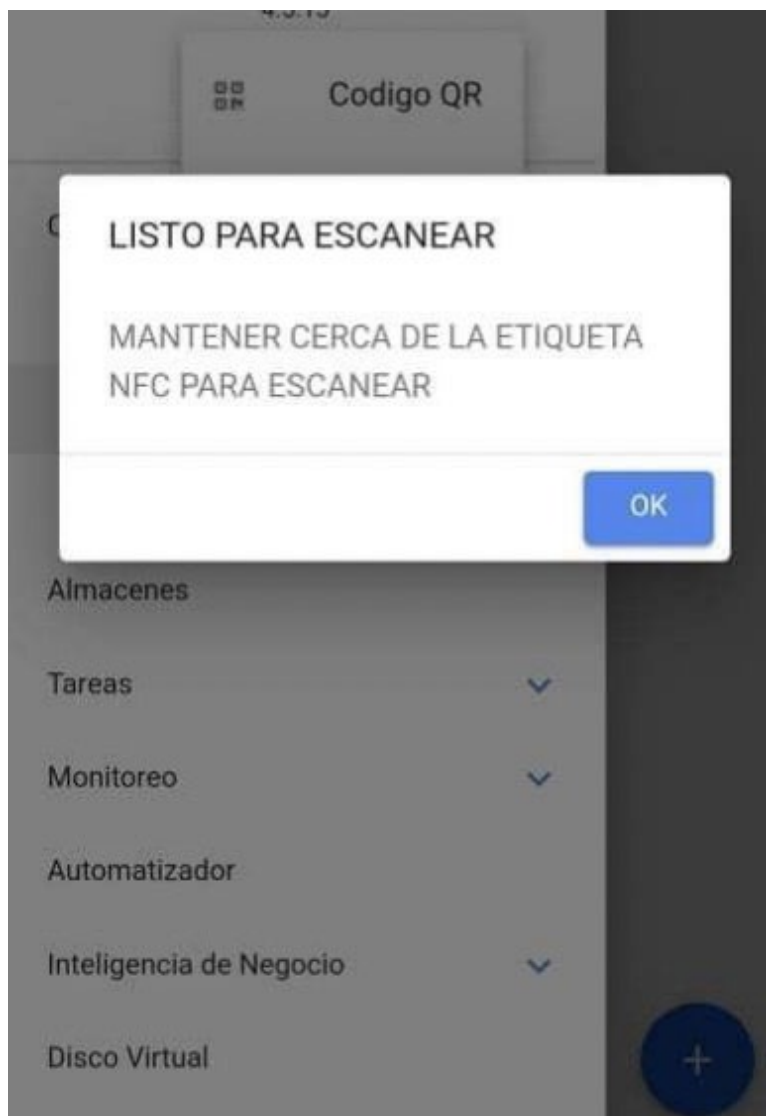 Codigo QR
LISTO PARA ESCANEAR
MANTENER CERCA DE LA ETIQUETA
NFC PARA ESCANEAR
OK
Almacenes
Tareas
Monitoreo
Automatizador
Inteligencia de Negocio
Disco Virtual
+